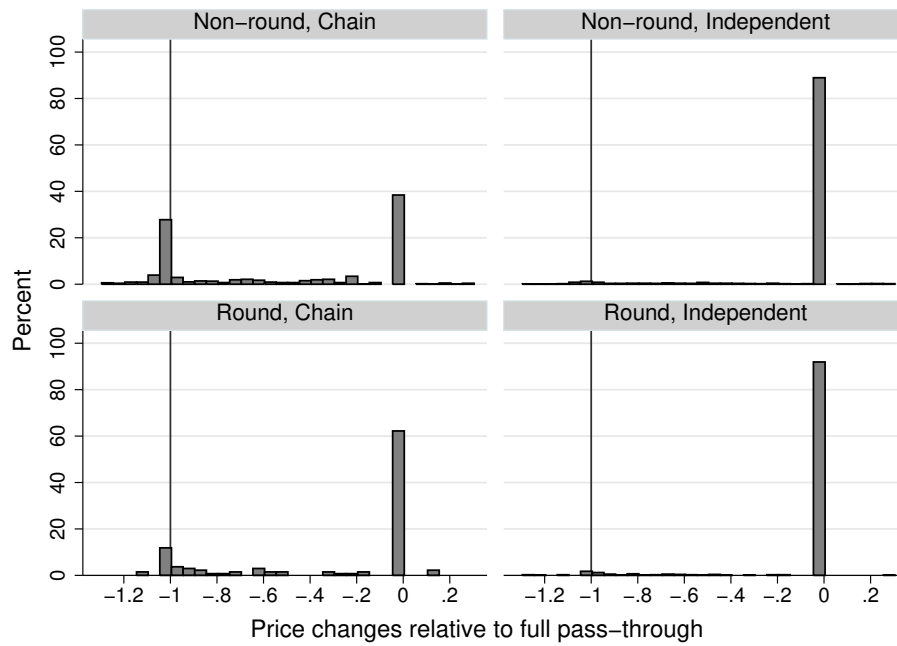 Non−round, Chain
Non−round, Independent
100
80
60
40
20
0
Round, Chain
Round, Independent
100
80
60
40
20
0
Percent
−1.2 −1 −.8 −.6 −.4 −.2 0 .2
−1.2 −1 −.8 −.6 −.4 −.2 0 .2
Price changes relative to full pass−through